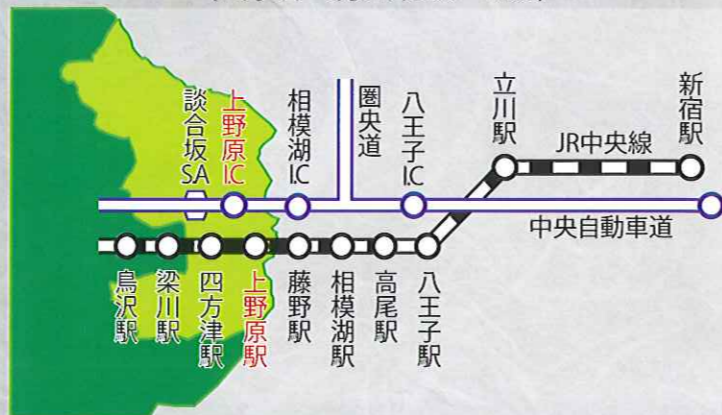 談合坂SA
上野原I.C
相模湖I.C
圏央道
八王子I.C
立川駅
新宿駅
JR中央線
中央自動車道
鳥沢駅
梁川駅
四方津駅
上野原駅
藤野駅
相模湖駅
高尾駅
八王子駅